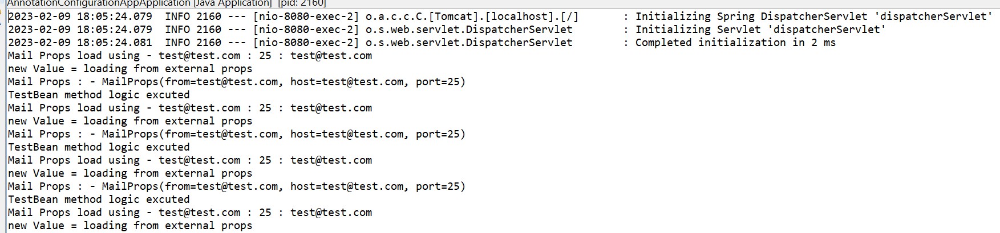 AnnotationConfigurationAppApplication [Java Application] [pid: 2160]
2023-02-09 18:05:24.079  INFO 2160 --- [nio-8080-exec-2] o.a.c.c.C.[Tomcat].[localhost].[/]       : Initializing Spring DispatcherServlet 'dispatcherServlet'
2023-02-09 18:05:24.079  INFO 2160 --- [nio-8080-exec-2] o.s.web.servlet.DispatcherServlet        : Initializing Servlet 'dispatcherServlet'
2023-02-09 18:05:24.081  INFO 2160 --- [nio-8080-exec-2] o.s.web.servlet.DispatcherServlet        : Completed initialization in 2 ms
Mail Props load using - test@test.com : 25 : test@test.com
new Value = loading from external props
Mail Props : - MailProps(from=test@test.com, host=test@test.com, port=25)
TestBean method logic excuted
Mail Props load using - test@test.com : 25 : test@test.com
new Value = loading from external props
Mail Props : - MailProps(from=test@test.com, host=test@test.com, port=25)
TestBean method logic excuted
Mail Props load using - test@test.com : 25 : test@test.com
new Value = loading from external props
Mail Props : - MailProps(from=test@test.com, host=test@test.com, port=25)
TestBean method logic excuted
Mail Props load using - test@test.com : 25 : test@test.com
new Value = loading from external props